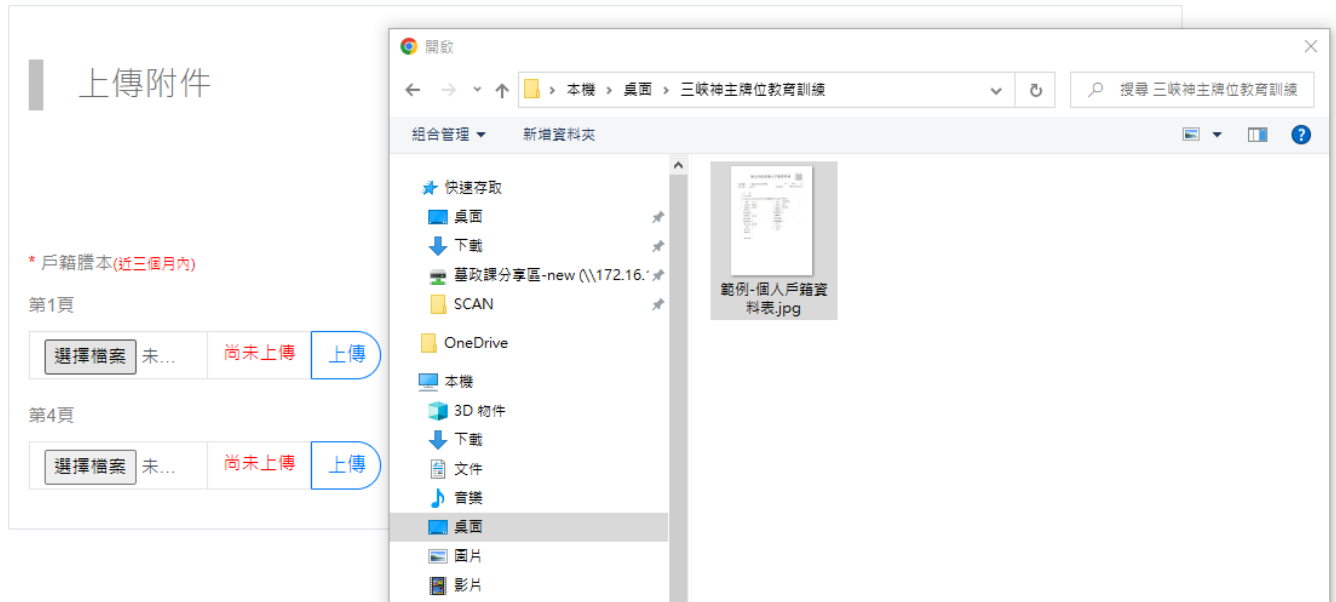 上傳附件
* 戶籍謄本(近三個月內)
第1頁
選擇檔案 未... 尚未上傳 上傳
第4頁
選擇檔案 未... 尚未上傳 上傳
開啟
本機 › 桌面 › 三峽神主牌位教育訓練
搜尋 三峽神主牌位教育訓練
組合管理 新增資料夾
快速存取
桌面
下載
墓政課分享區-new (\\172.16.
SCAN
OneDrive
本機
3D 物件
下載
文件
音樂
桌面
圖片
影片
範例-個人戶籍資
料表.jpg